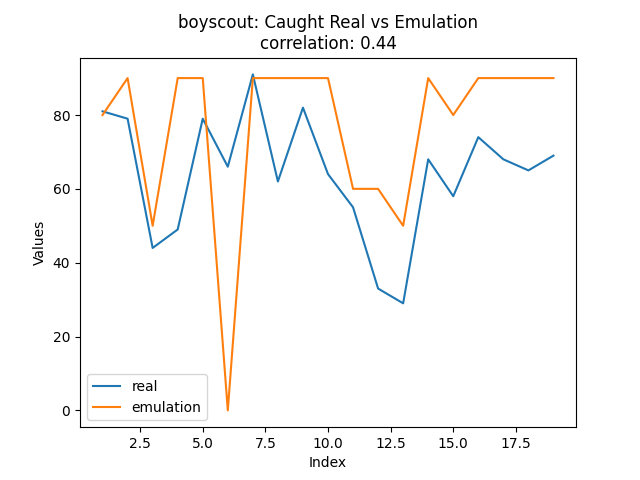 boyscout: Caught Real vs Emulation
correlation: 0.44
Values
80
60
40
20
0
real
emulation
2.5 5.0 7.5 10.0 12.5 15.0 17.5
Index